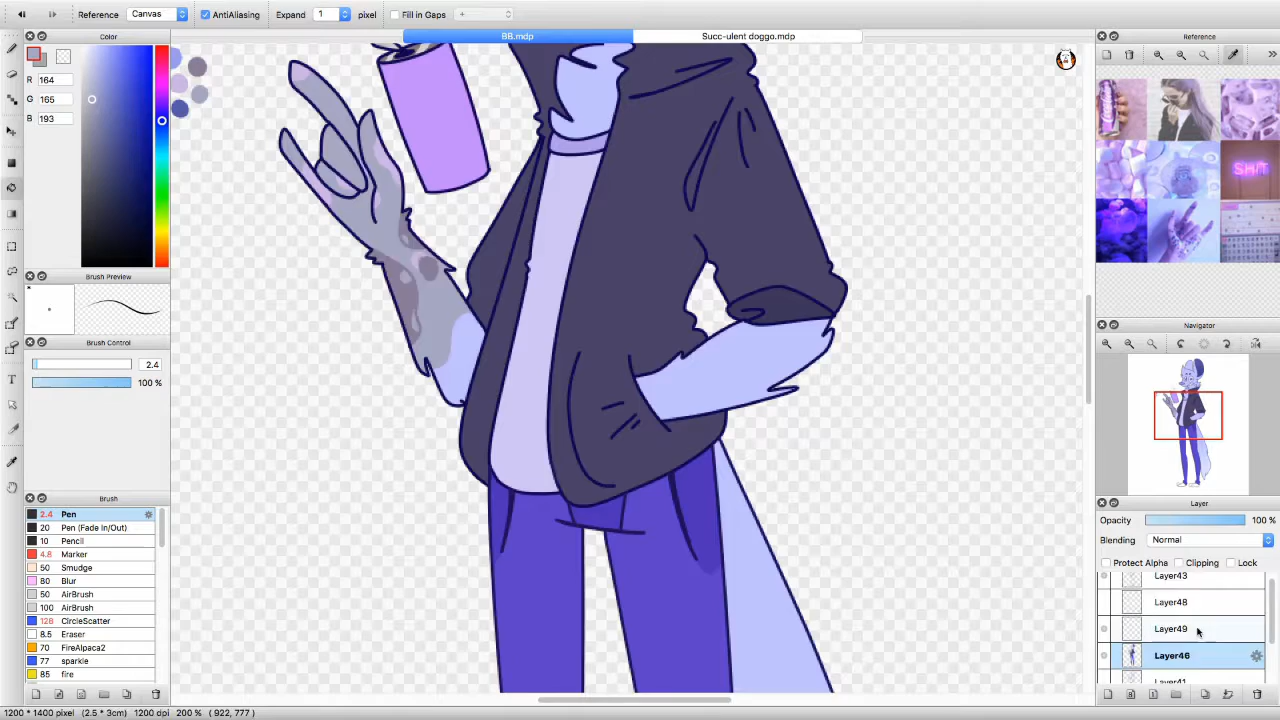 Reference Canvas AntiAliasing Expand 1 pixel Fill in Gaps +
Color
BB.mdp
Succ-ulent doggo.mdp
Reference
R 164
G 165
B 193
Brush Preview
Brush Control
2.4
100 %
Brush
2.4 Pen
20 Pen (Fade In/Out)
10 Pencil
4.8 Marker
50 Smudge
80 Blur
50 AirBrush
100 AirBrush
128 CircleScatter
8.5 Eraser
70 FireAlpaca2
77 sparkle
85 fire
SH!T
Navigator
Layer
Opacity 100 %
Blending Normal
Protect Alpha Clipping Lock
Layer43
Layer48
Layer49
Layer46
Layer41
1200 * 1400 pixel (2.5 * 3cm) 1200 dpi 200 % ( 922, 777 )